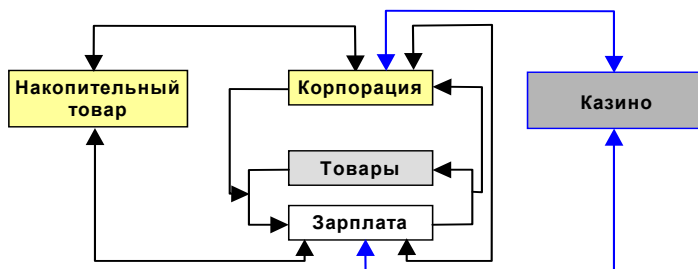 Накопительный
товар
Корпорация
Казино
Товары
Зарплата